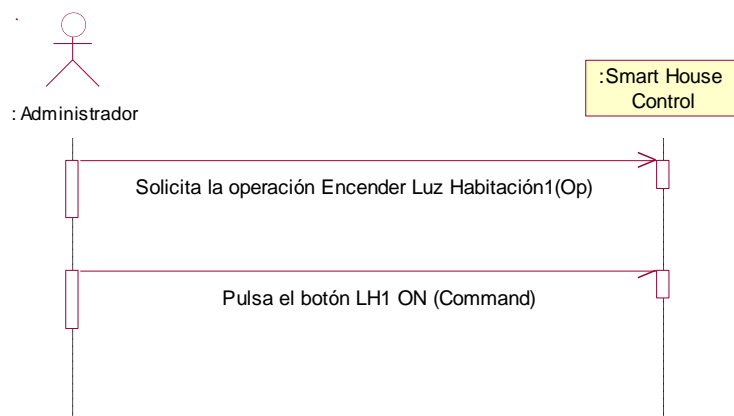 : Administrador
:Smart House
Control
Solicita la operación Encender Luz Habitación1(Op)
Pulsa el botón LH1 ON (Command)